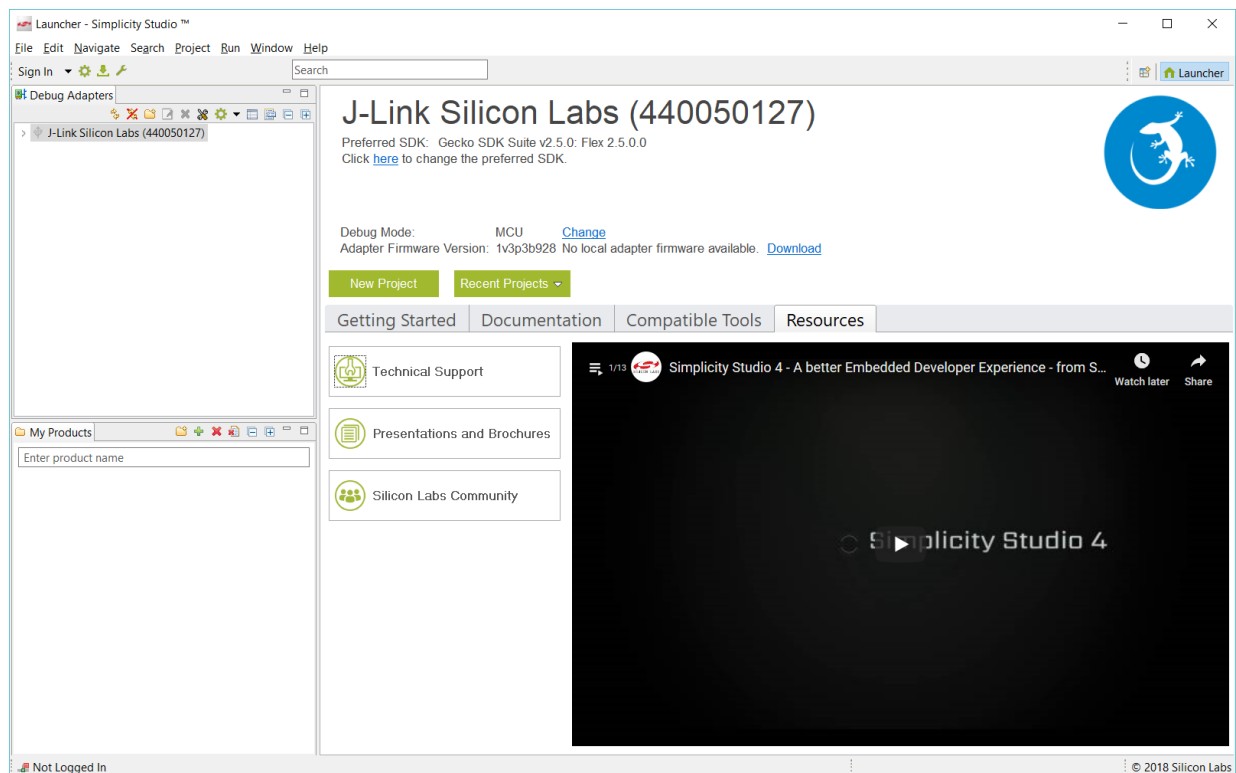 Launcher - Simplicity Studio ™
File Edit Navigate Search Project Run Window Help
Sign In
Search
Launcher
Debug Adapters
J-Link Silicon Labs (440050127)
J-Link Silicon Labs (440050127)
Preferred SDK: Gecko SDK Suite v2.5.0: Flex 2.5.0.0
Click here to change the preferred SDK.
Debug Mode: MCU Change
Adapter Firmware Version: 1v3p3b928 No local adapter firmware available. Download
New Project Recent Projects
Getting Started Documentation Compatible Tools Resources
Technical Support
Presentations and Brochures
Silicon Labs Community
1/13 Simplicity Studio 4 - A better Embedded Developer Experience - from S...
Watch later Share
Simplicity Studio 4
My Products
Enter product name
Not Logged In
© 2018 Silicon Labs